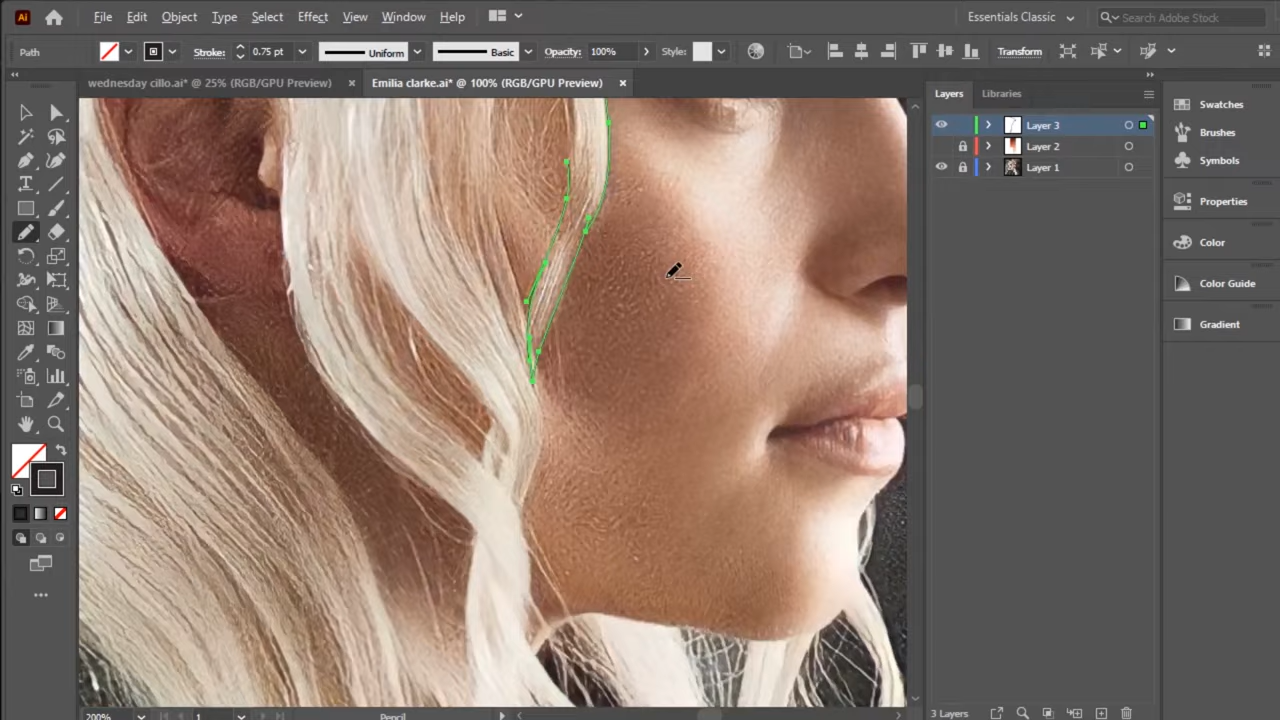 Ai File Edit Object Type Select Effect View Window Help Essentials Classic Search Adobe Stock
Path Stroke: 0.75 pt Uniform Basic Opacity: 100% Style: Transform
wednesday cillo.ai* @ 25% (RGB/GPU Preview) Emilia clarke.ai* @ 100% (RGB/GPU Preview)
Layers Libraries
Layer 3
Layer 2
Layer 1
Swatches
Brushes
Symbols
Properties
Color
Color Guide
Gradient
200% 1 Pencil 3 Layers